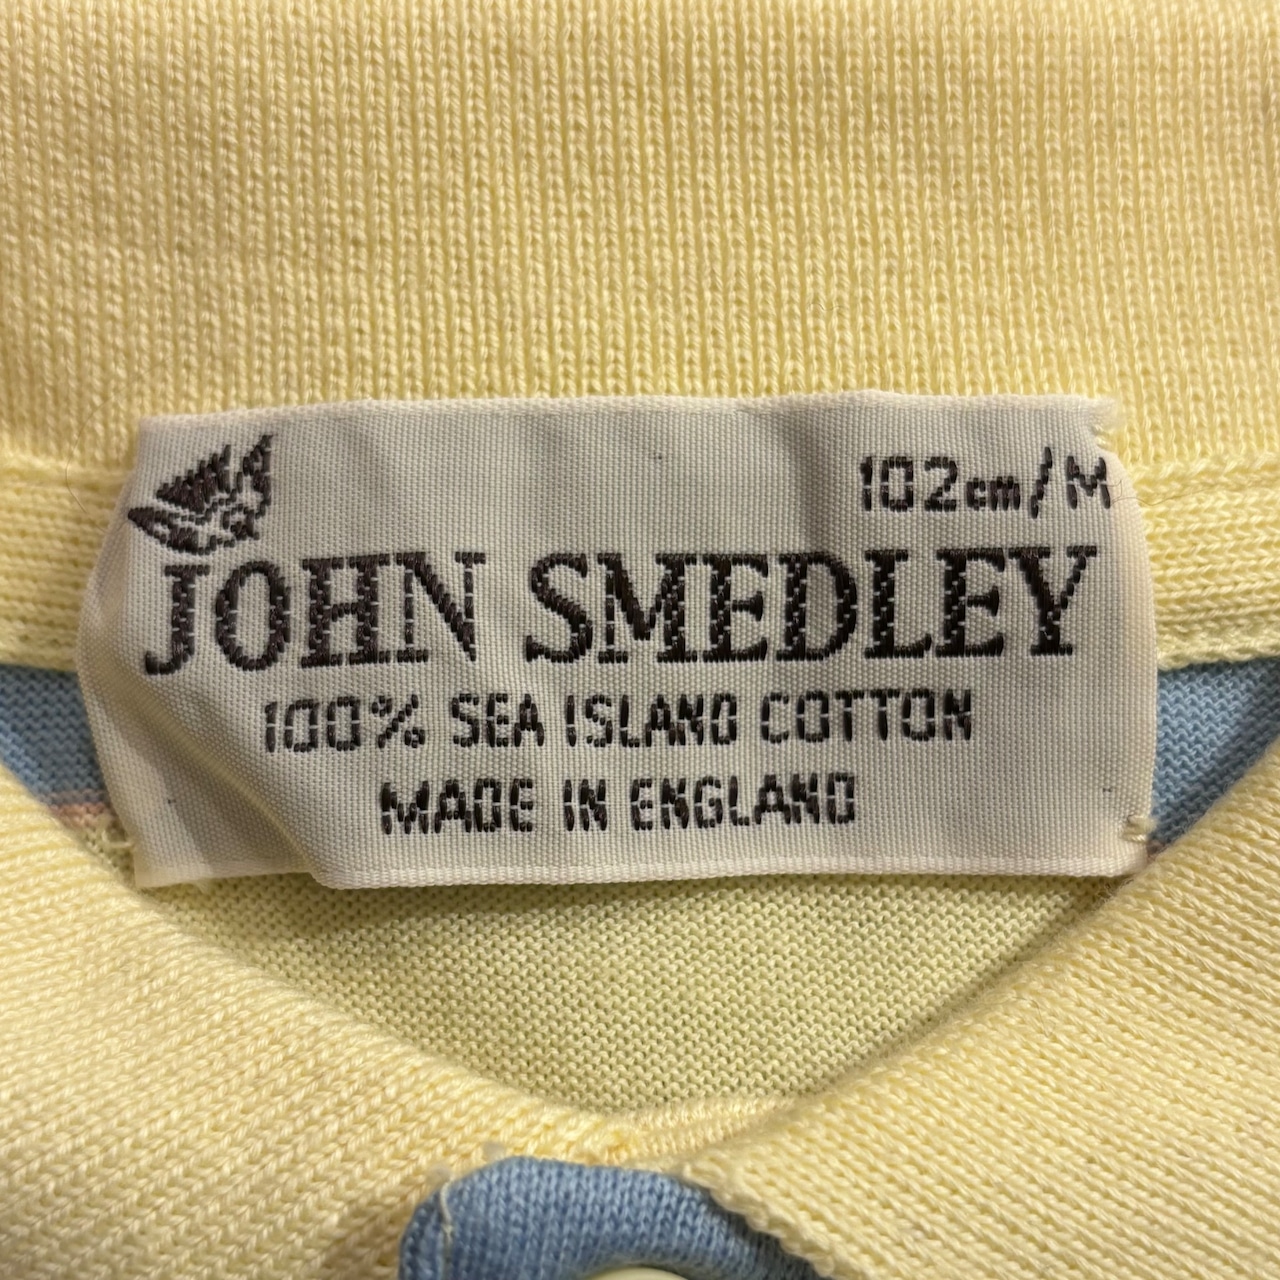 102cm/M
JOHN SMEDLEY
100% SEA ISLAND COTTON
MADE IN ENGLAND